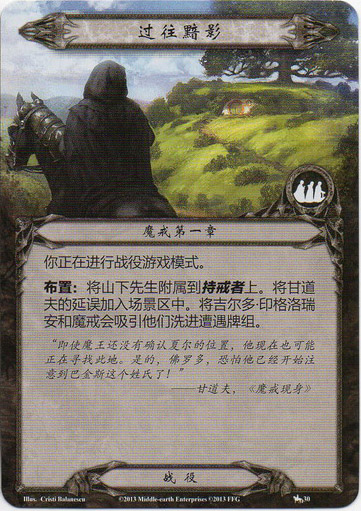 过往黯影
魔戒第一章
你正在进行战役游戏模式。
布置：将山下先生附属到持戒者上。将甘道
夫的延误加入场景区中。将吉尔多·印格洛瑞
安和魔戒会吸引他们洗进遭遇牌组。
“即使魔王还没有确认夏尔的位置，他现在也可能
正在寻找此地。是的，佛罗多，恐怕他已经开始注
意到巴金斯这个姓氏了！”
——甘道夫，《魔戒现身》
战役
Illus. Cristi Balanescu ©2013 Middle-earth Enterprises ©2013 FFG 30